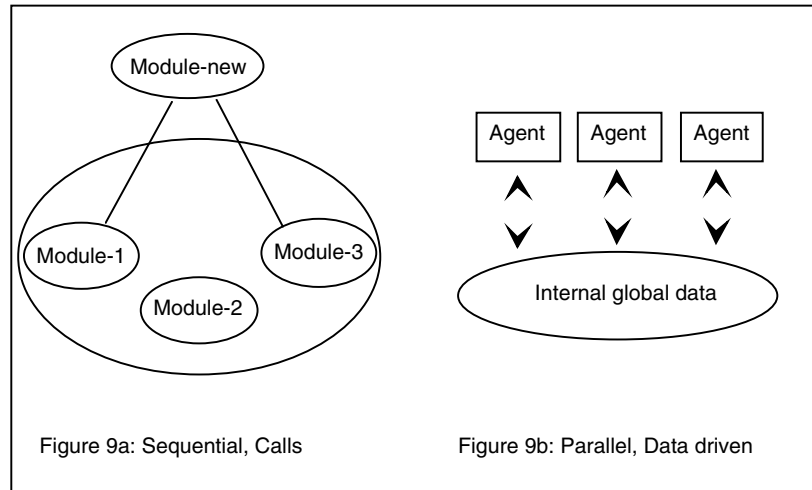 Module-new
Module-1
Module-3
Module-2
Figure 9a: Sequential, Calls
Agent Agent Agent
Internal global data
Figure 9b: Parallel, Data driven